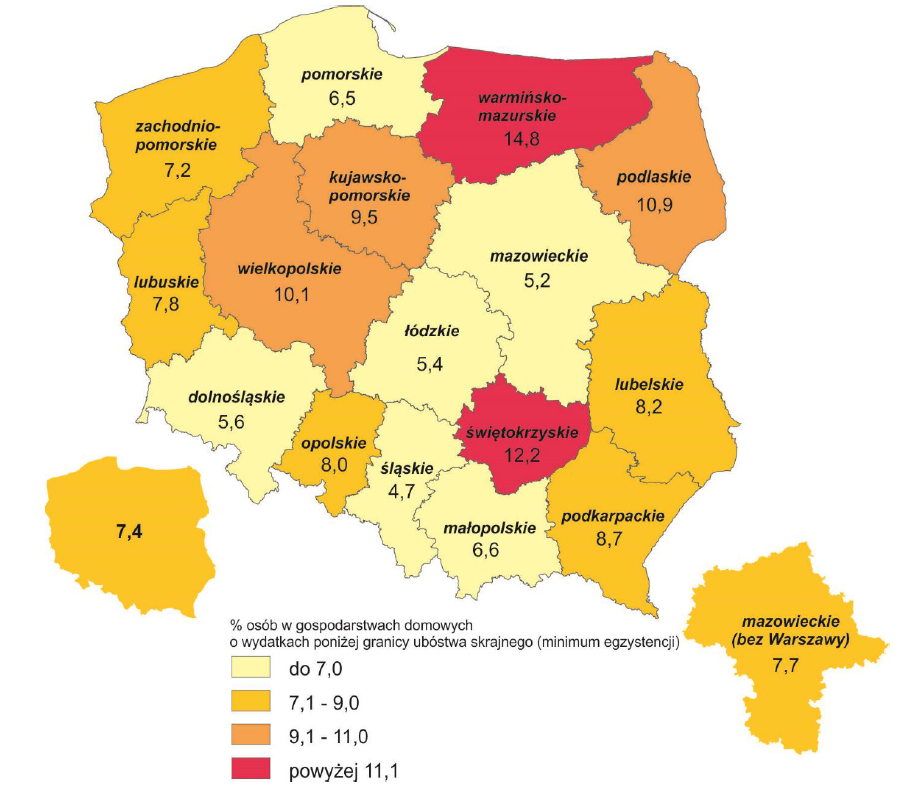 pomorskie
6,5
warmińsko-
mazurskie
14,8
zachodnio-
pomorskie
7,2
kujawsko-
pomorskie
9,5
podlaskie
10,9
mazowieckie
5,2
wielkopolskie
10,1
lubuskie
7,8
łódzkie
5,4
lubelskie
8,2
dolnośląskie
5,6
opolskie
8,0
śląskie
4,7
świętokrzyskie
12,2
małopolskie
6,6
podkarpackie
8,7
7,4
mazowieckie
(bez Warszawy)
7,7
% osób w gospodarstwach domowych
o wydatkach poniżej granicy ubóstwa skrajnego (minimum egzystencji)
do 7,0
7,1 - 9,0
9,1 - 11,0
powyżej 11,1